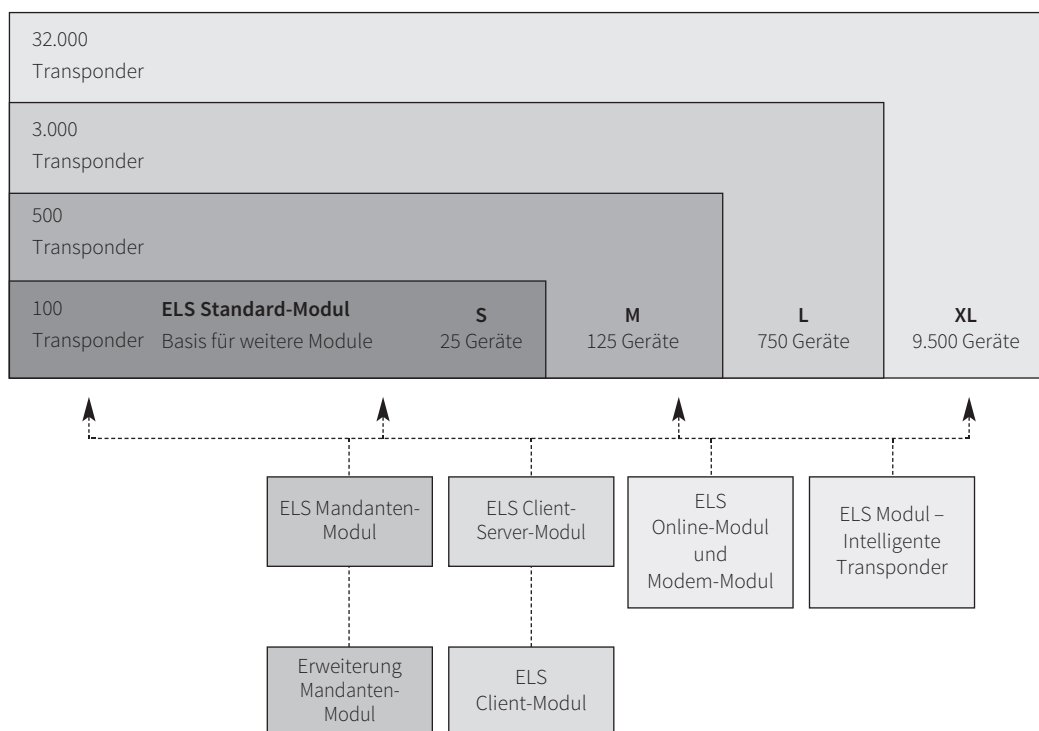 32.000
Transponder
3.000
Transponder
500
Transponder
100
Transponder
ELS Standard-Modul
Basis für weitere Module
S
25 Geräte
M
125 Geräte
L
750 Geräte
XL
9.500 Geräte
ELS Mandanten-
Modul
ELS Client-
Server-Modul
ELS
Online-Modul
und
Modem-Modul
ELS Modul –
Intelligente
Transponder
Erweiterung
Mandanten-
Modul
ELS
Client-Modul